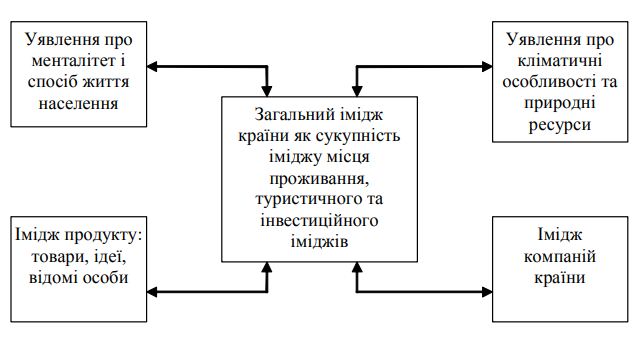 Уявлення про
менталітет і
спосіб життя
населення
Уявлення про
кліматичні
особливості та
природні
ресурси
Загальний імідж
країни як сукупність
іміджу місця
проживання,
туристичного та
інвестиційного
іміджів
Імідж продукту:
товари, ідеї,
відомі особи
Імідж
компаній
країни